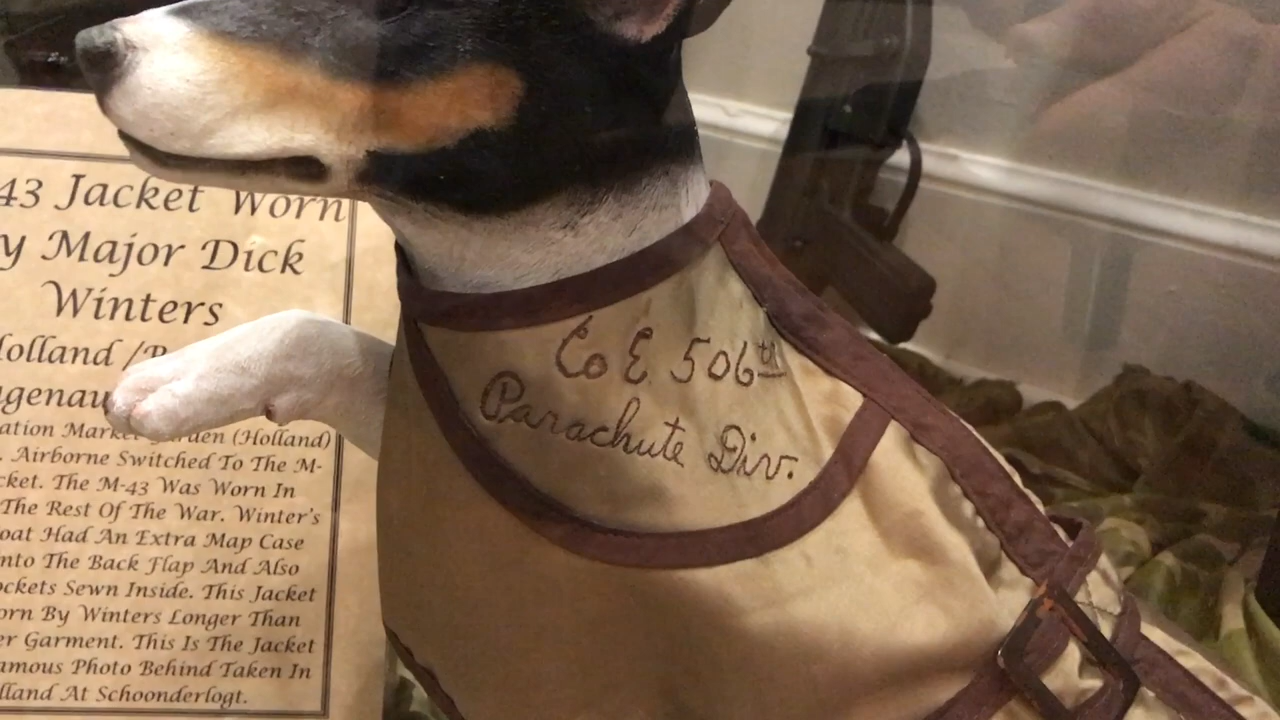 43 Jacket Worn
y Major Dick
Winters
Holland /
genau
ation Market Garden (Holland)
. Airborne Switched To The M-
cket. The M-43 Was Worn In
The Rest Of The War. Winter's
oat Had An Extra Map Case
nto The Back Flap And Also
ockets Sewn Inside. This Jacket
orn By Winters Longer Than
er Garment. This Is The Jacket
amous Photo Behind Taken In
lland At Schoonderlogt.
Co E. 506th
Parachute Div.